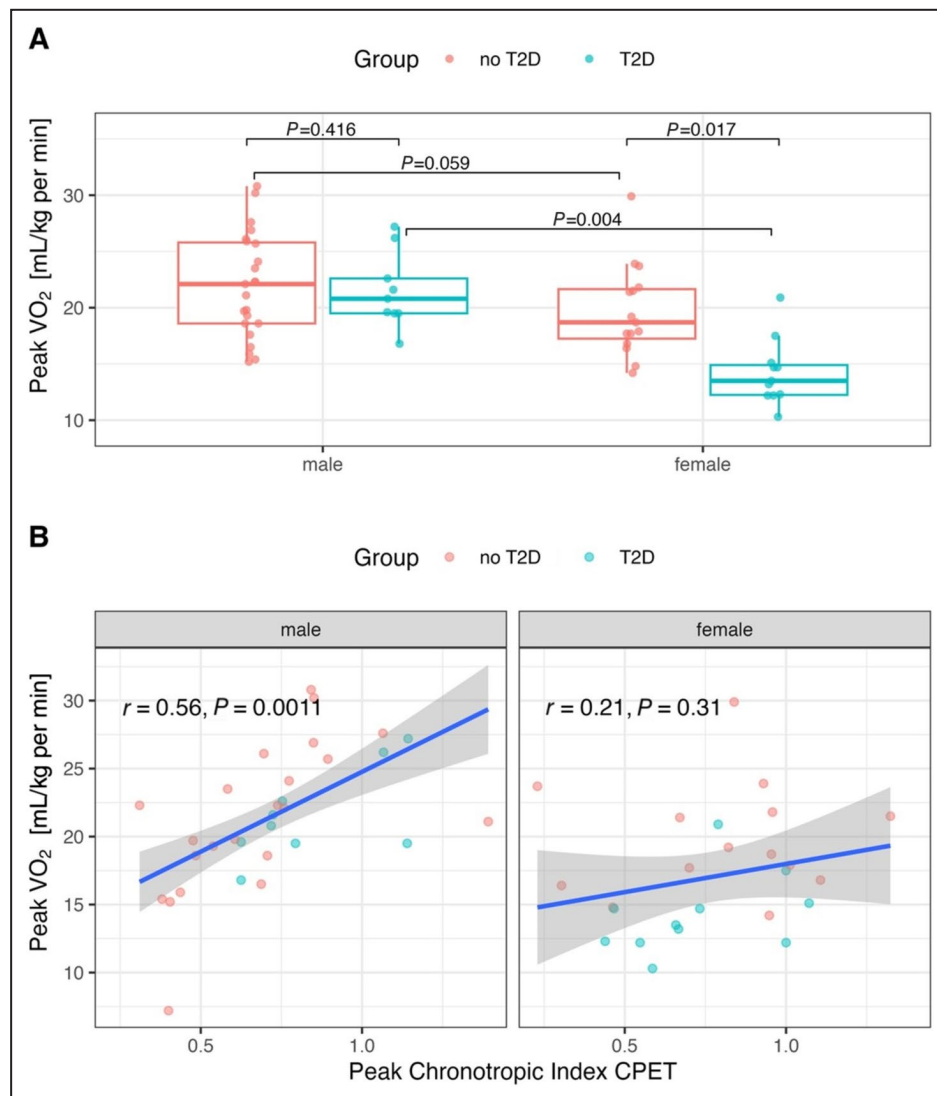 A
Group no T2D T2D
Peak VO₂ [mL/kg per min]
30
20
10
P=0.416
P=0.017
P=0.059
P=0.004
male female
B
Group no T2D T2D
male female
Peak VO₂ [mL/kg per min]
30
25
20
15
10
r = 0.56, P = 0.0011
r = 0.21, P = 0.31
0.5 1.0 0.5 1.0
Peak Chronotropic Index CPET